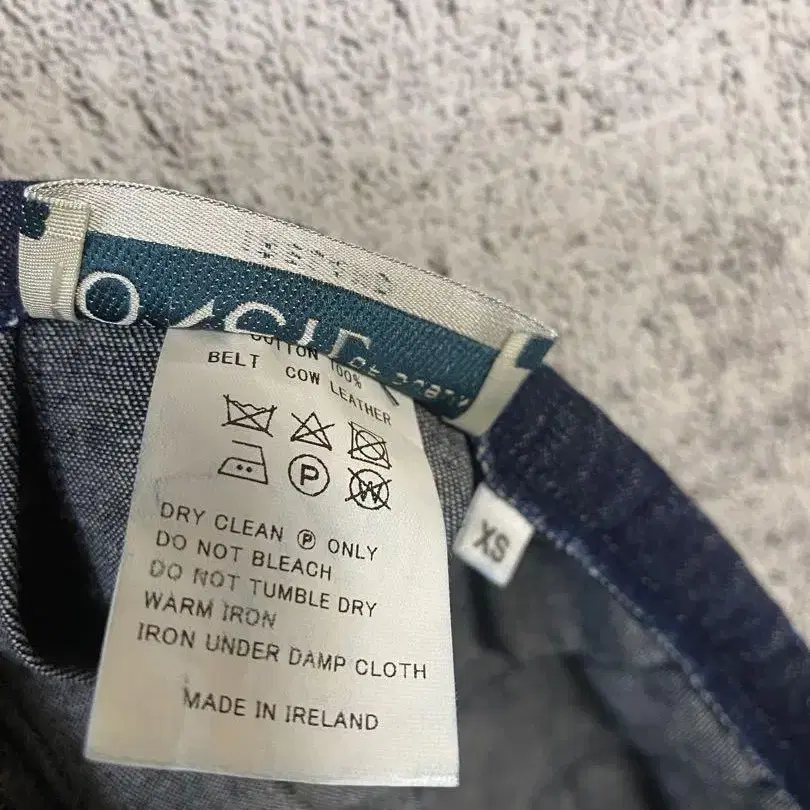 COTTON 100%
BELT COW LEATHER
P W
DRY CLEAN Ⓟ ONLY
DO NOT BLEACH
DO NOT TUMBLE DRY
WARM IRON
IRON UNDER DAMP CLOTH
MADE IN IRELAND
XS